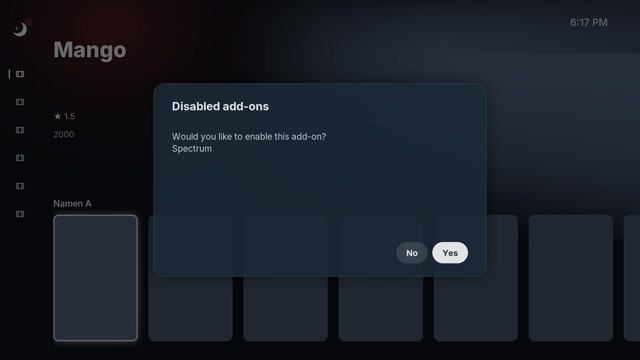 6:17 PM
Mango
★ 1.5
2000
Disabled add-ons
Would you like to enable this add-on?
Spectrum
No
Yes
Namen A